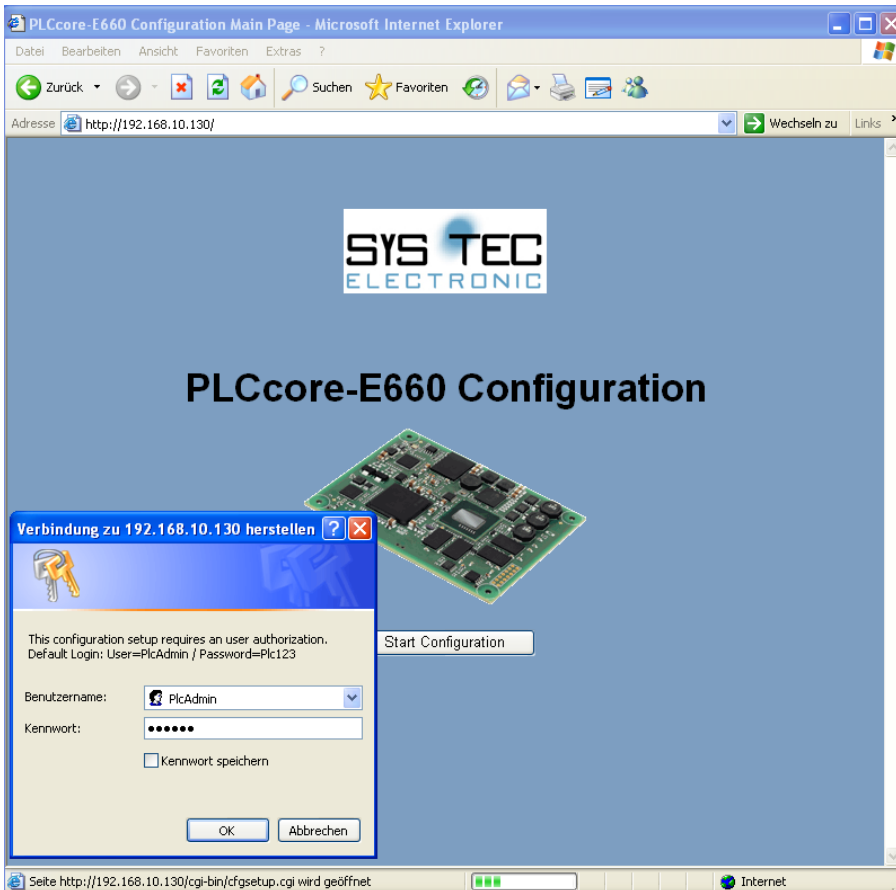 PLCcore-E660 Configuration Main Page - Microsoft Internet Explorer
Datei Bearbeiten Ansicht Favoriten Extras ?
Zurück Suchen Favoriten
Adresse http://192.168.10.130/ Wechseln zu Links
SYS TEC
ELECTRONIC
PLCcore-E660 Configuration
Start Configuration
Verbindung zu 192.168.10.130 herstellen ?
This configuration setup requires an user authorization.
Default Login: User=PlcAdmin / Password=Plc123
Benutzername: PlcAdmin
Kennwort: ●●●●●●
Kennwort speichern
OK Abbrechen
Seite http://192.168.10.130/cgi-bin/cfgsetup.cgi wird geöffnet Internet